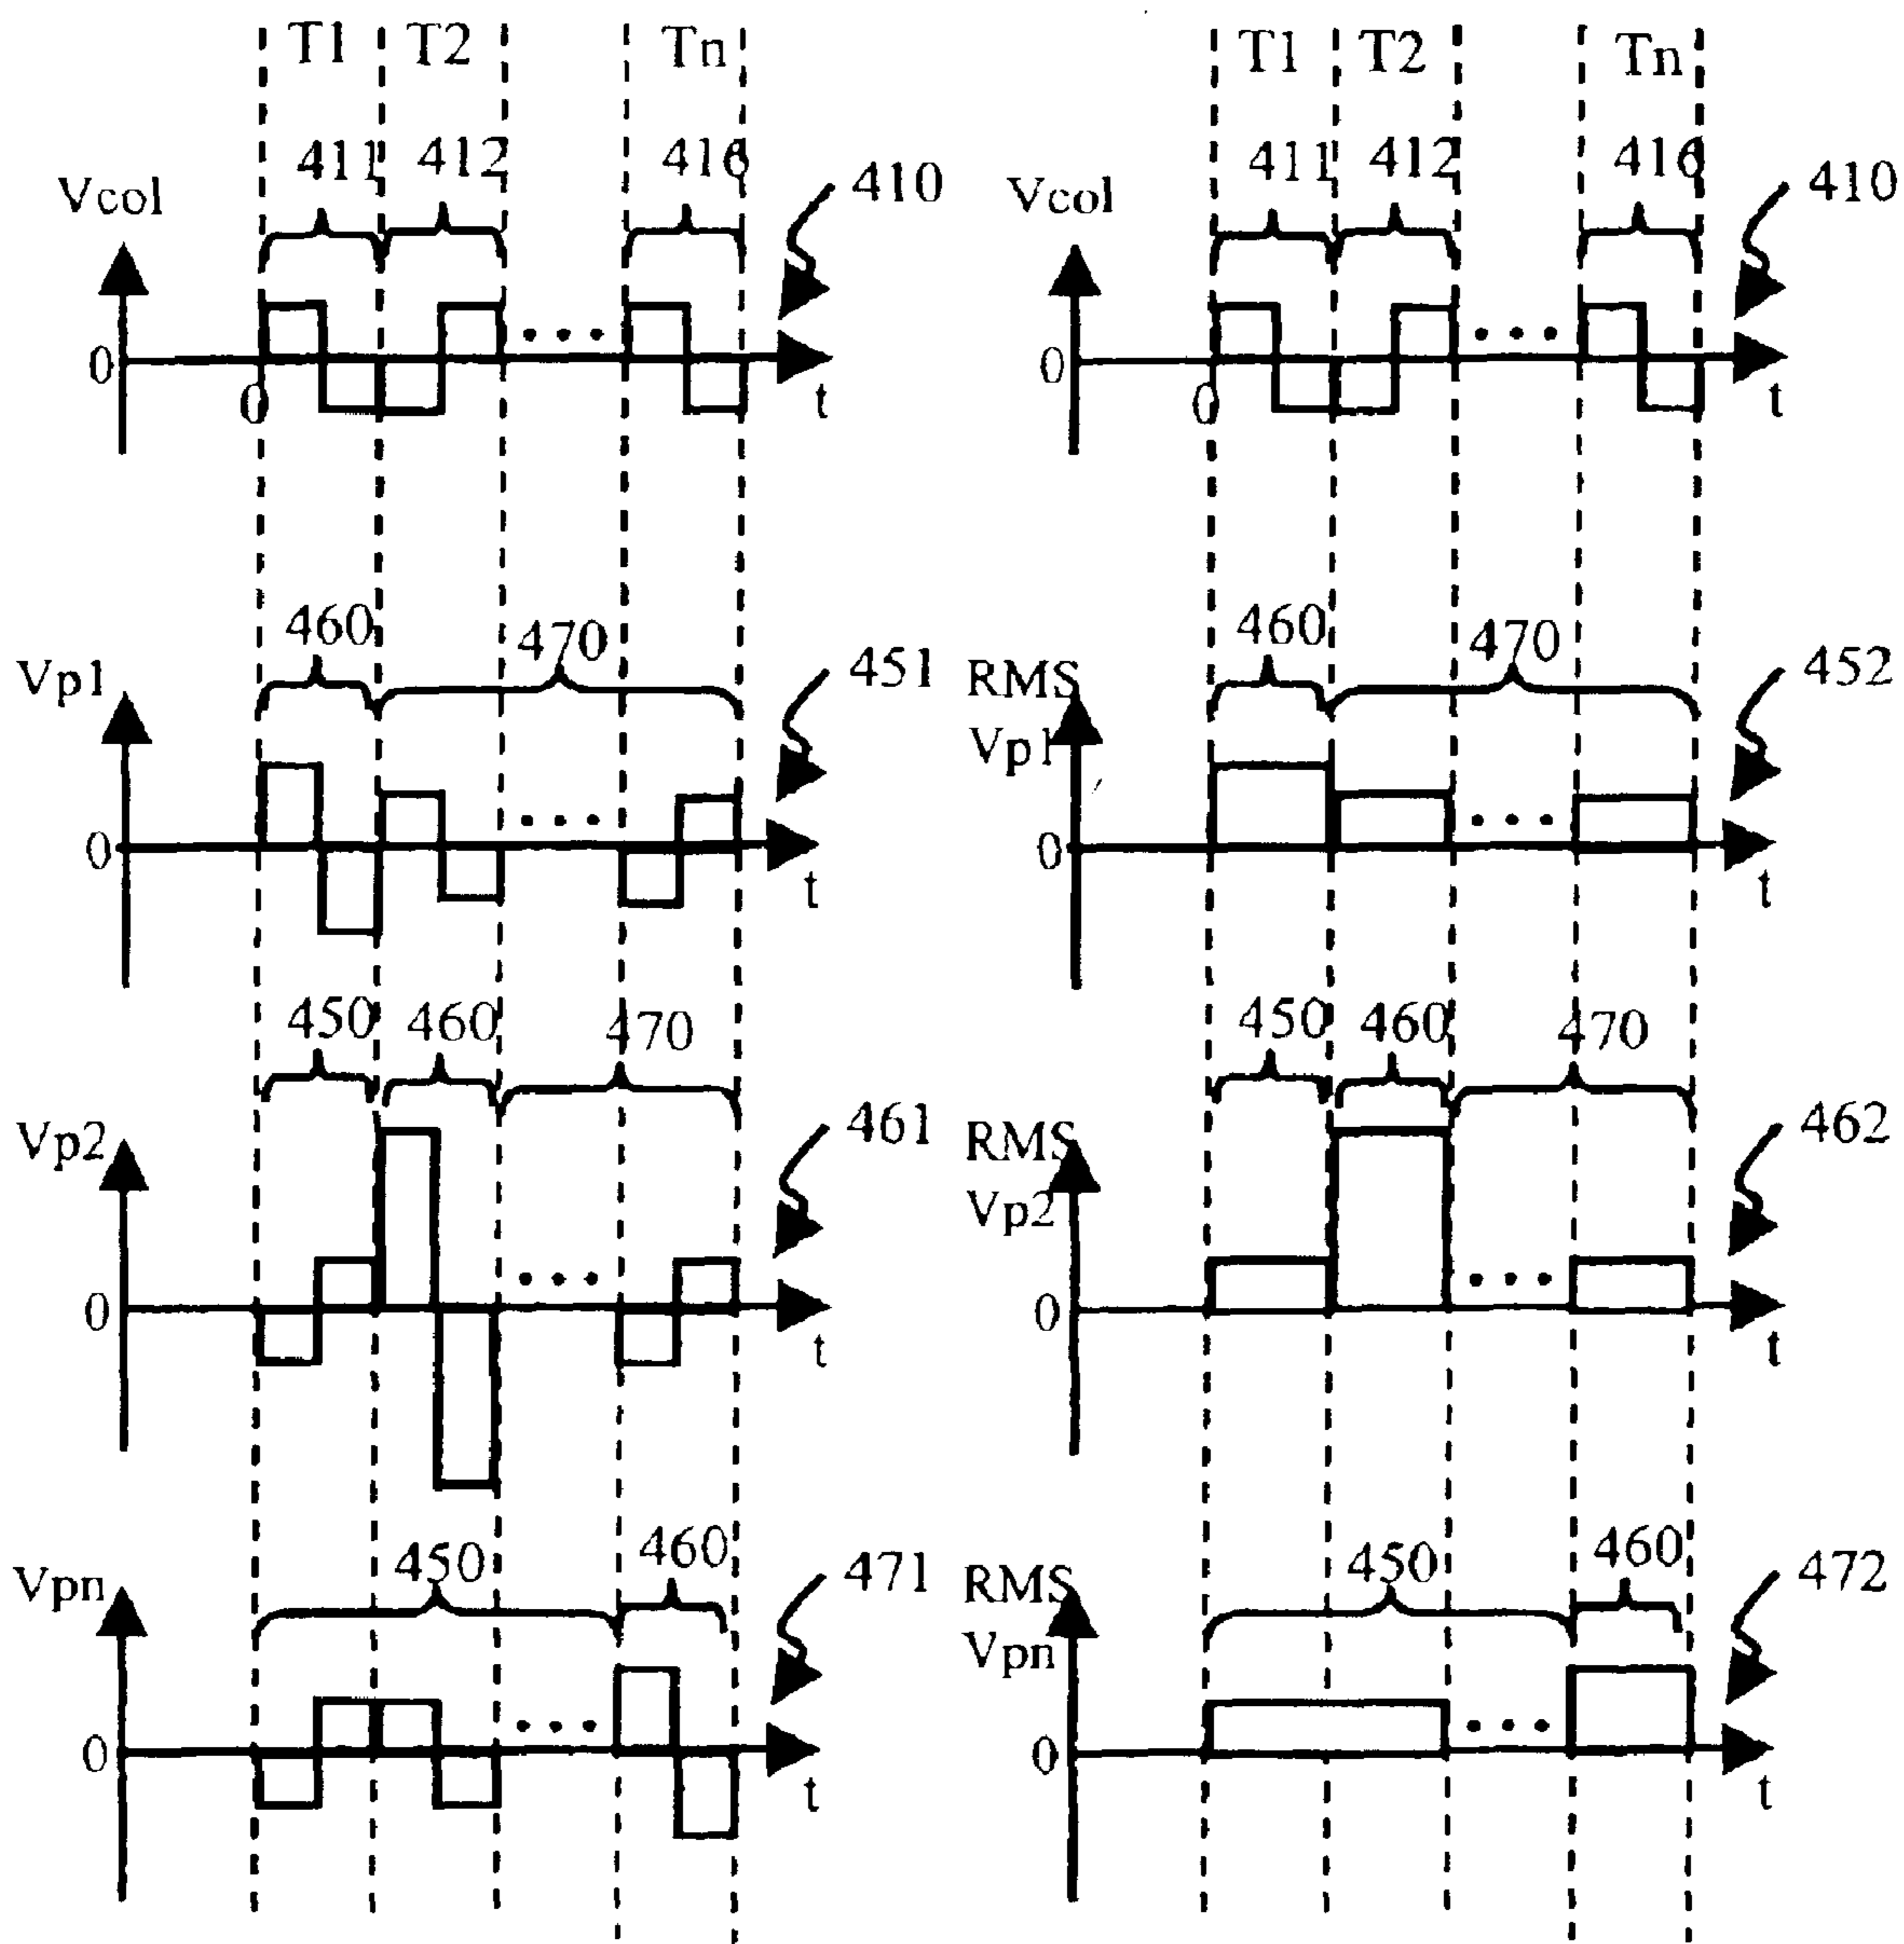 T1 T2 Tn T1 T2 Tn
411 412 416 411 412 416
Vcol 410 Vcol 410
0 0
0 t 0 t
460 470 460 470
Vp1 451 RMS 452
Vp1
0 0
t t
450 460 470 450 460 470
Vp2 461 RMS 462
Vp2
0 0
t t
450 460 450 460
Vpn 471 RMS 472
Vpn
0 0
t t